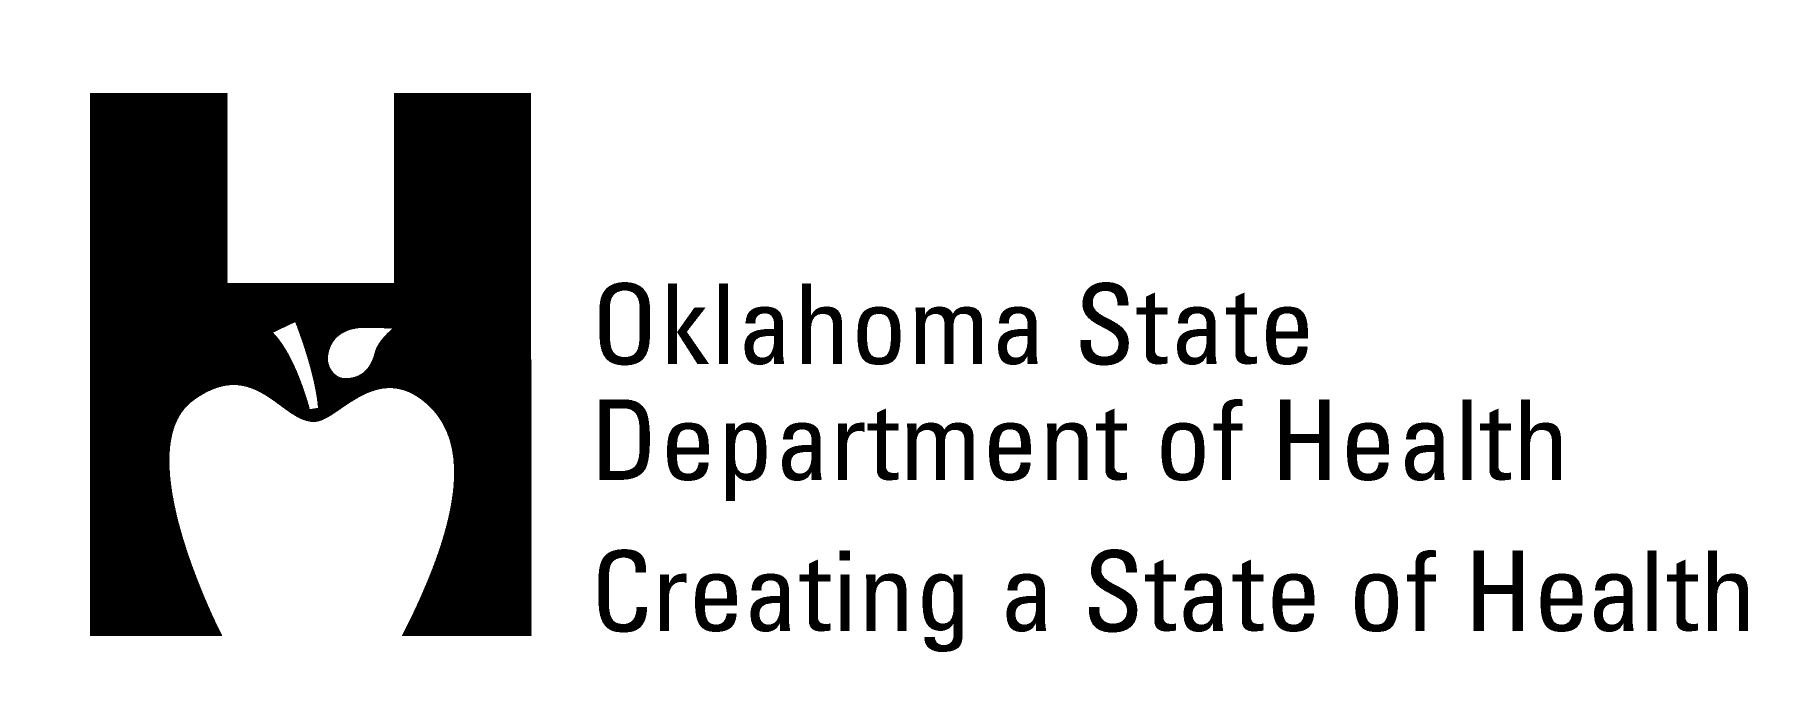 Oklahoma State
Department of Health
Creating a State of Health